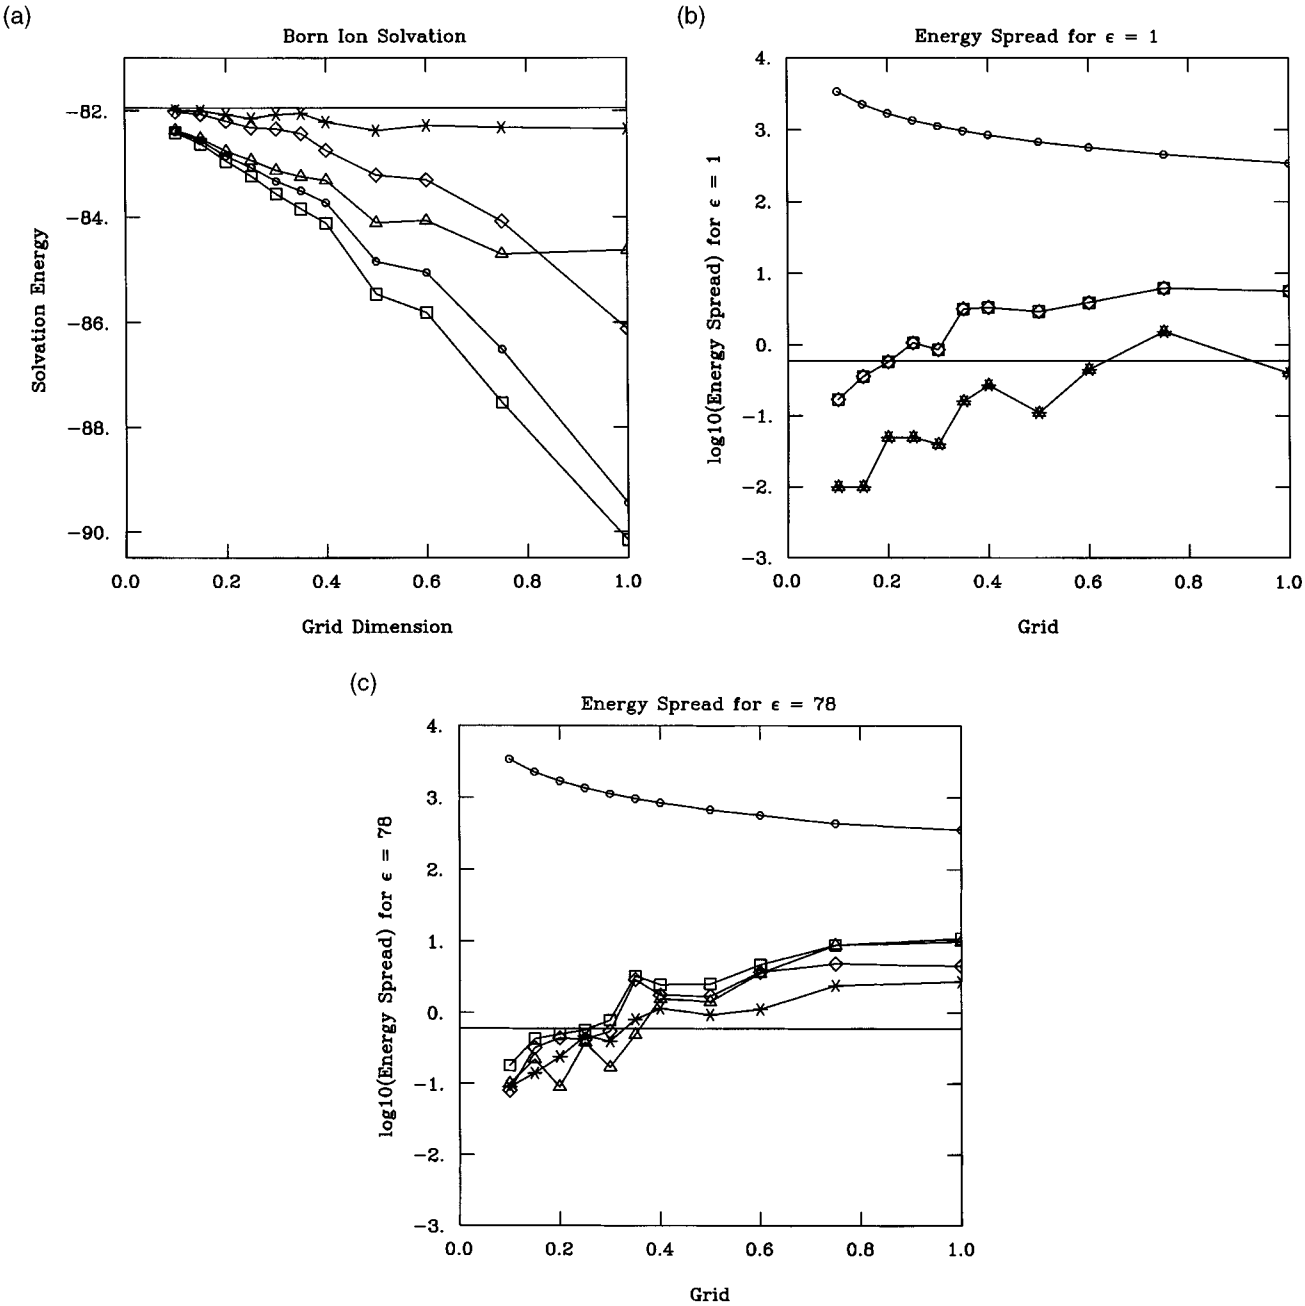 (a)
Born Ion Solvation
Solvation Energy
−82.
−84.
−86.
−88.
−90.
0.0 0.2 0.4 0.6 0.8 1.0
Grid Dimension
(b)
Energy Spread for ϵ = 1
log10(Energy Spread) for ϵ = 1
4.
3.
2.
1.
0.
−1.
−2.
−3.
0.0 0.2 0.4 0.6 0.8 1.0
Grid
(c)
Energy Spread for ϵ = 78
log10(Energy Spread) for ϵ = 78
4.
3.
2.
1.
0.
−1.
−2.
−3.
0.0 0.2 0.4 0.6 0.8 1.0
Grid